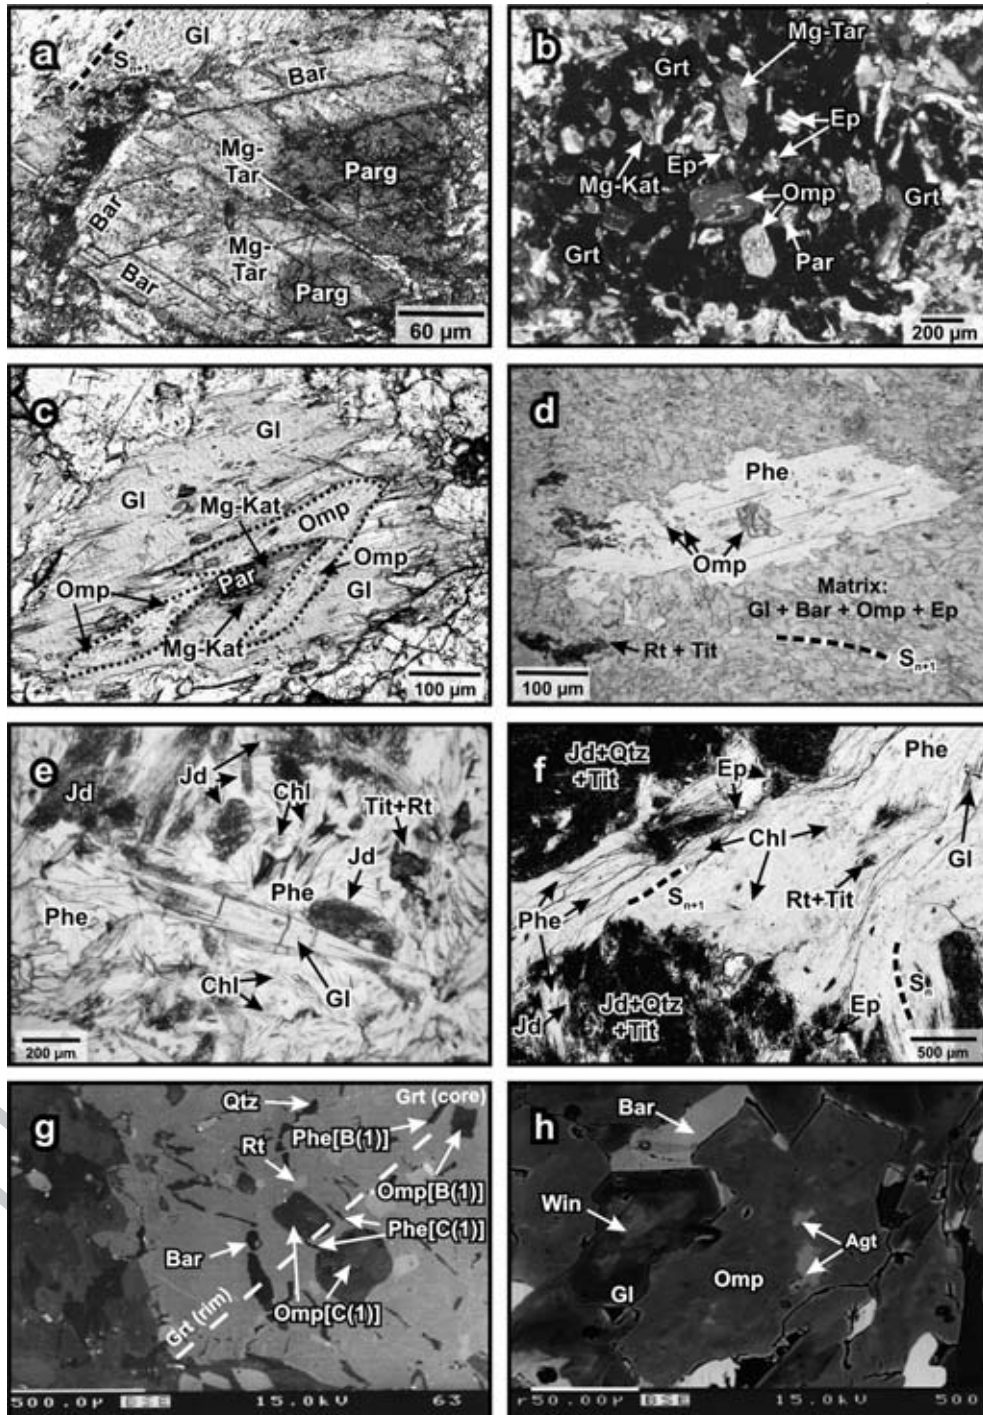 a
Gl
Sn+1
Bar
Mg-
Tar
Parg
Bar
Mg-
Tar
Bar
Parg
60 µm
b
Mg-Tar
Grt
Ep
Ep
Mg-Kat
Omp
Grt
Grt
Par
200 µm
c
Gl
Gl
Mg-Kat
Omp
Omp
Par
Omp
Gl
Mg-Kat
100 µm
d
Phe
Omp
Matrix:
Gl + Bar + Omp + Ep
Rt + Tit
Sn+1
100 µm
e
Jd
Jd
Chl
Tit+Rt
Jd
Phe
Phe
Chl
Gl
200 µm
f
Jd+Qtz
+Tit
Phe
Ep
Chl
Gl
Sn+1
Rt+Tit
Phe
Jd
Jd+Qtz
+Tit
Ep
Sn
500 µm
g
Qtz
Grt (core)
Phe[B(1)]
Rt
Omp[B(1)]
Phe[C(1)]
Bar
Omp[C(1)]
Grt (rim)
500.0µ BSE 15.0kV 63
h
Bar
Win
Agt
Omp
Gl
r50.00µ BSE 15.0kV 500